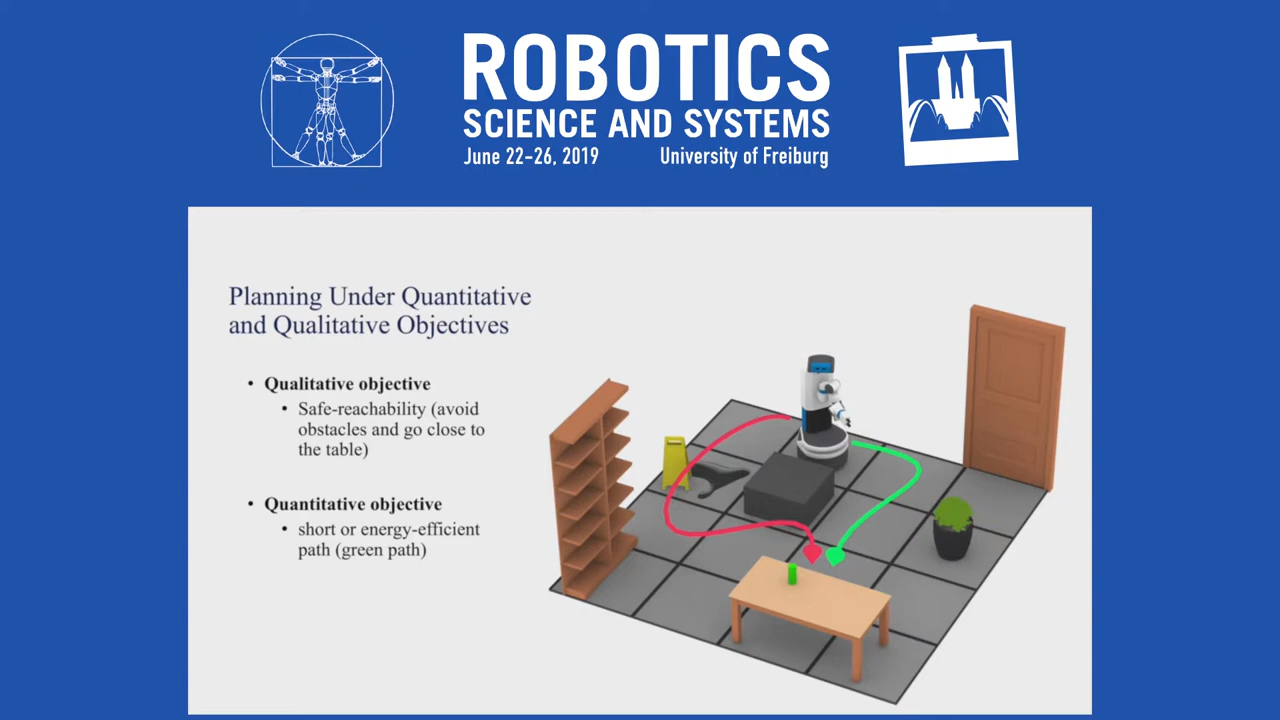 ROBOTICS
SCIENCE AND SYSTEMS
June 22-26, 2019 University of Freiburg
Planning Under Quantitative
and Qualitative Objectives
• Qualitative objective
• Safe-reachability (avoid
obstacles and go close to
the table)
• Quantitative objective
• short or energy-efficient
path (green path)